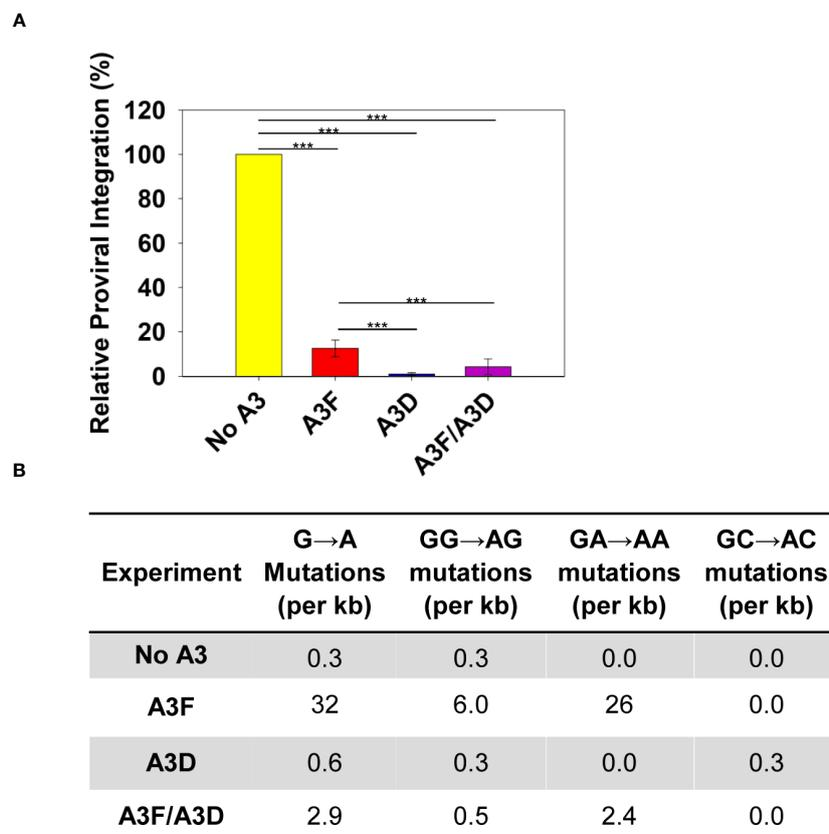 A
Relative Proviral Integration (%)
120
100
80
60
40
20
0
***
***
***
***
***
No A3
A3F
A3D
A3F/A3D
B
Experiment
G→A
Mutations
(per kb)
GG→AG
mutations
(per kb)
GA→AA
mutations
(per kb)
GC→AC
mutations
(per kb)
No A3 0.3 0.3 0.0 0.0
A3F 32 6.0 26 0.0
A3D 0.6 0.3 0.0 0.3
A3F/A3D 2.9 0.5 2.4 0.0